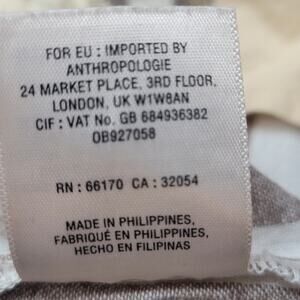 FOR EU : IMPORTED BY
ANTHROPOLOGIE
24 MARKET PLACE, 3RD FLOOR,
LONDON, UK W1W8AN
CIF : VAT No. GB 684936382
OB927058
RN : 66170 CA : 32054
MADE IN PHILIPPINES,
FABRIQUÉ EN PHILIPPINES,
HECHO EN FILIPINAS